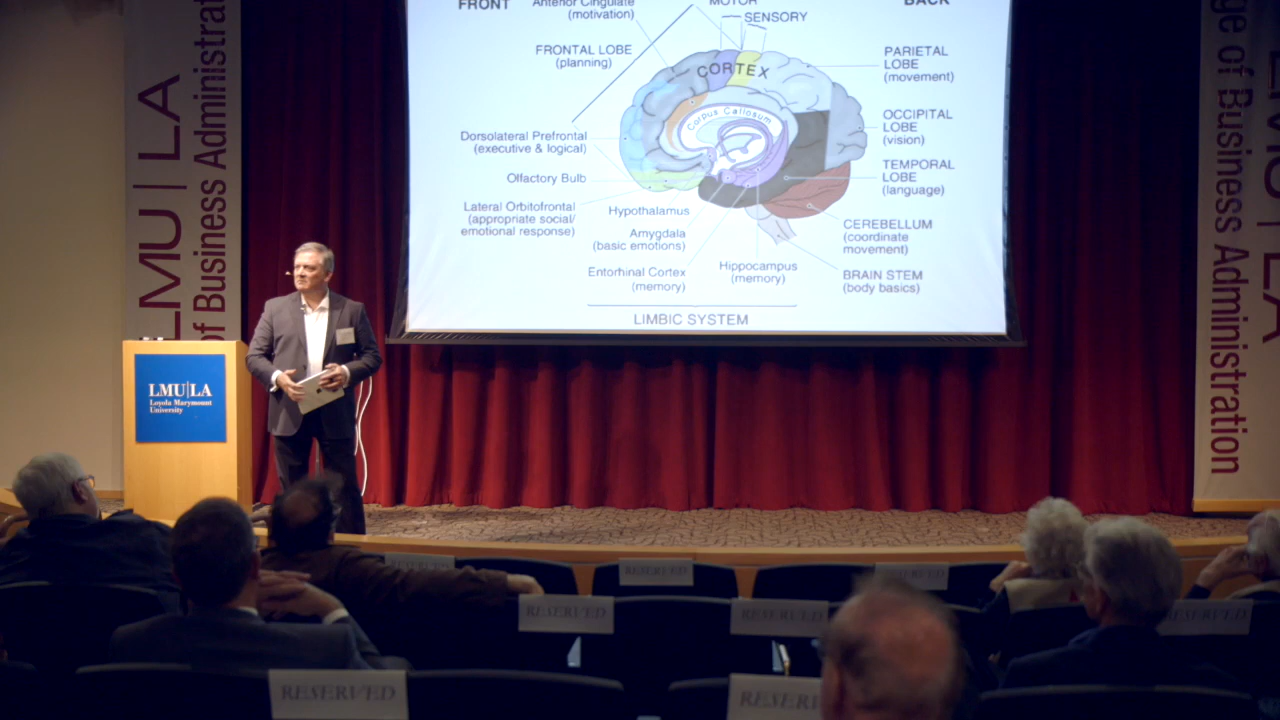 FRONT
BACK
Anterior Cingulate
(motivation)
MOTOR
SENSORY
FRONTAL LOBE
(planning)
CORTEX
Corpus Callosum
PARIETAL
LOBE
(movement)
OCCIPITAL
LOBE
(vision)
Dorsolateral Prefrontal
(executive & logical)
TEMPORAL
LOBE
(language)
Olfactory Bulb
Lateral Orbitofrontal
(appropriate social/
emotional response)
Hypothalamus
Amygdala
(basic emotions)
CEREBELLUM
(coordinate
movement)
Entorhinal Cortex
(memory)
Hippocampus
(memory)
BRAIN STEM
(body basics)
LIMBIC SYSTEM
LMU | LA
of Business Administrat
ge of Business Administration
LA
LMU|LA
Loyola Marymount
University
RESERVED
RESERVED
RESERVED
RESERVED
RESERVED
RESERVED
RESERVED
RESERV